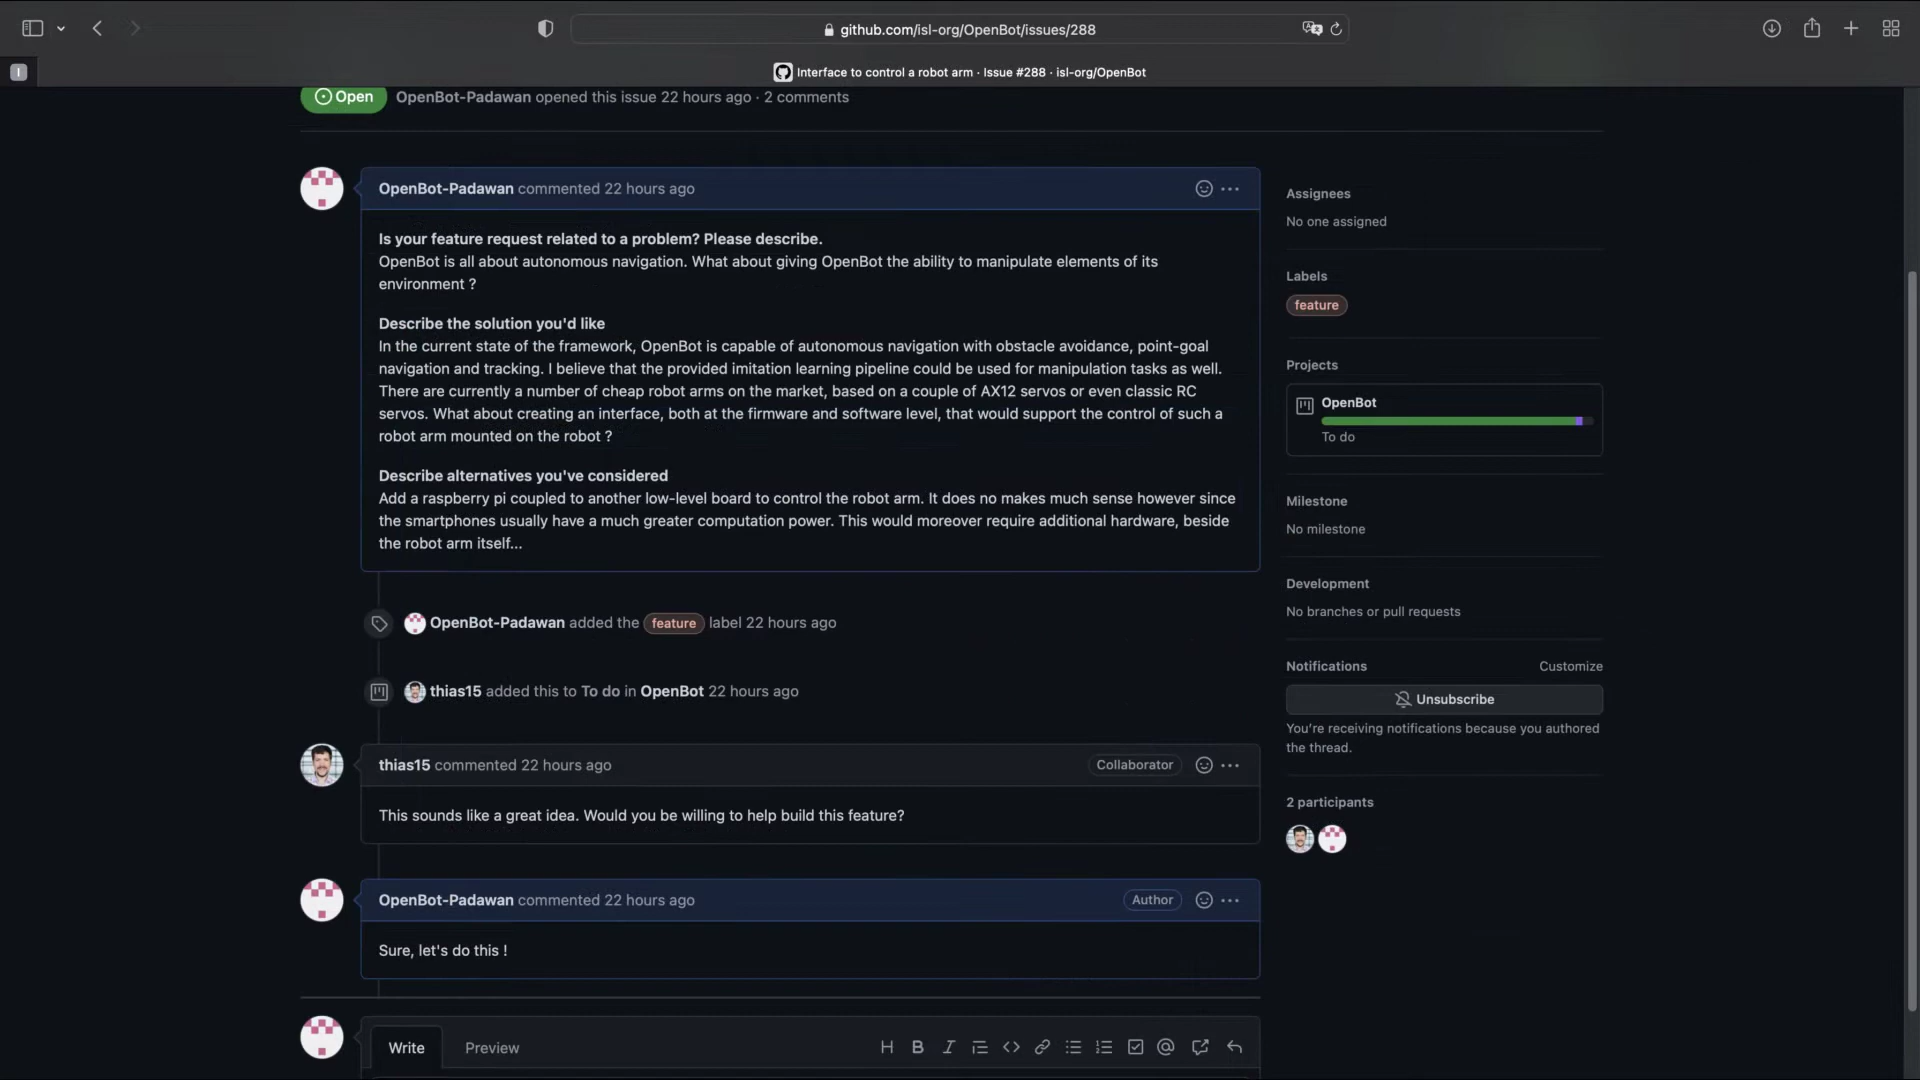 github.com/isl-org/OpenBot/issues/288
I
Interface to control a robot arm · Issue #288 · isl-org/OpenBot
Open
OpenBot-Padawan opened this issue 22 hours ago · 2 comments
OpenBot-Padawan commented 22 hours ago
Is your feature request related to a problem? Please describe.
OpenBot is all about autonomous navigation. What about giving OpenBot the ability to manipulate elements of its
environment ?
Describe the solution you'd like
In the current state of the framework, OpenBot is capable of autonomous navigation with obstacle avoidance, point-goal
navigation and tracking. I believe that the provided imitation learning pipeline could be used for manipulation tasks as well.
There are currently a number of cheap robot arms on the market, based on a couple of AX12 servos or even classic RC
servos. What about creating an interface, both at the firmware and software level, that would support the control of such a
robot arm mounted on the robot ?
Describe alternatives you've considered
Add a raspberry pi coupled to another low-level board to control the robot arm. It does no makes much sense however since
the smartphones usually have a much greater computation power. This would moreover require additional hardware, beside
the robot arm itself...
OpenBot-Padawan added the feature label 22 hours ago
thias15 added this to To do in OpenBot 22 hours ago
thias15 commented 22 hours ago
Collaborator
This sounds like a great idea. Would you be willing to help build this feature?
OpenBot-Padawan commented 22 hours ago
Author
Sure, let's do this !
Write
Preview
Assignees
No one assigned
Labels
feature
Projects
OpenBot
To do
Milestone
No milestone
Development
No branches or pull requests
Notifications
Customize
Unsubscribe
You're receiving notifications because you authored
the thread.
2 participants